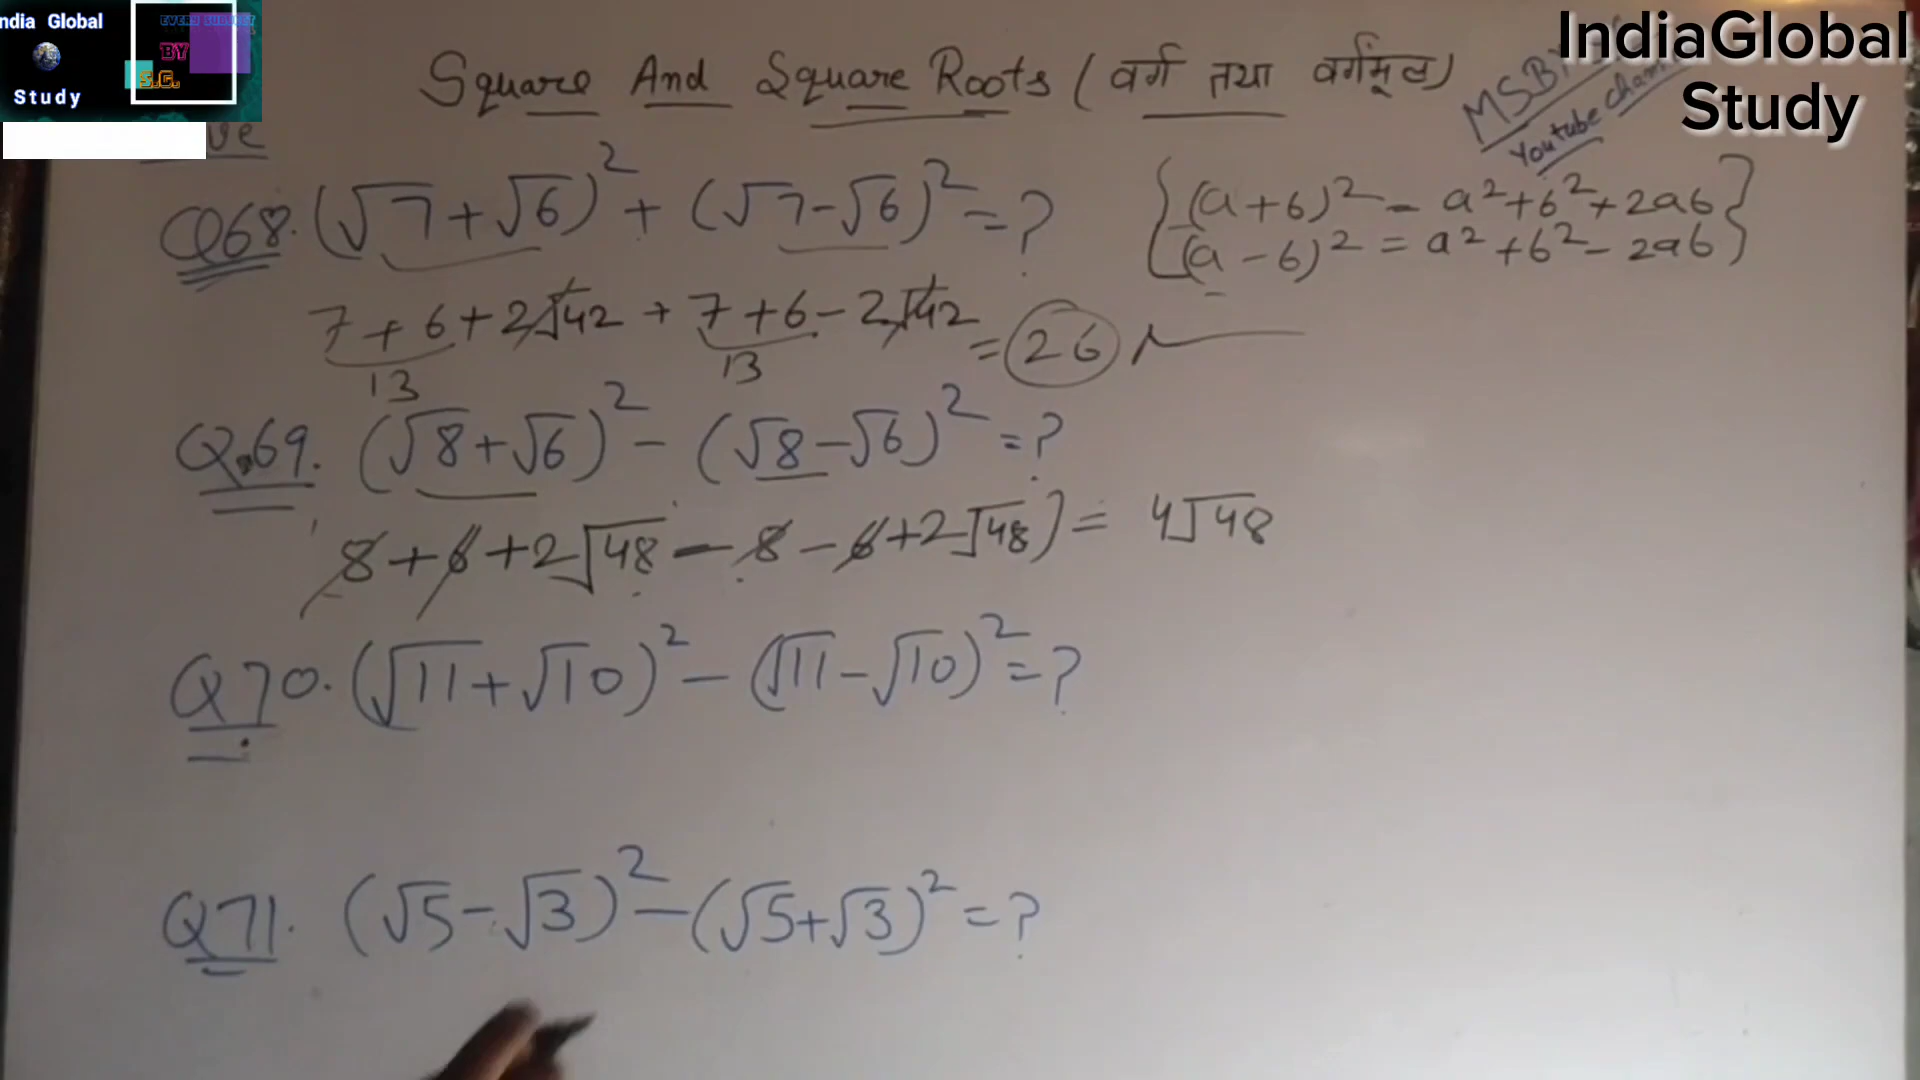 India Global
Study
EVERY SUBJECT
BY
S.G.
IndiaGlobal
Study
Square And Square Roots (वर्ग तथा वर्गमूल)
Youtube
Q68. (√7+√6)² + (√7-√6)² = ?
{(a+b)² = a²+b²+2ab}
{(a-b)² = a²+b²-2ab}
7+6+2√42 + 7+6-2√42 = 26
13 13
Q.69. (√8+√6)² - (√8-√6)² = ?
8+6+2√48 - 8-6+2√48) = 4√48
Q70. (√11+√10)² - (√11-√10)² = ?
Q71. (√5-√3)² - (√5+√3)² = ?